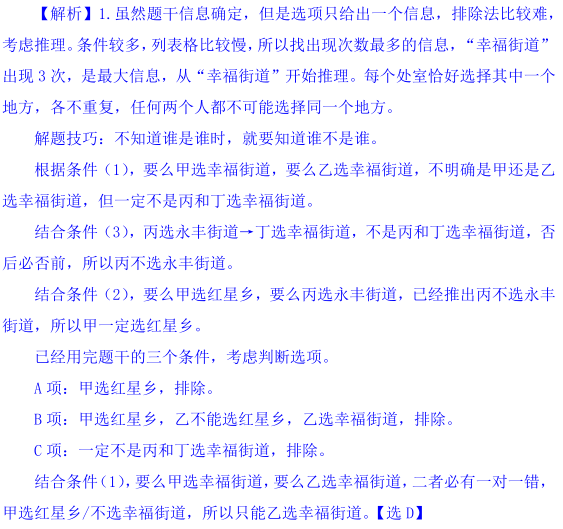 【解析】1.虽然题干信息确定，但是选项只给出一个信息，排除法比较难，
考虑推理。条件较多，列表格比较慢，所以找出现次数最多的信息，“幸福街道”
出现 3 次，是最大信息，从“幸福街道”开始推理。每个处室恰好选择其中一个
地方，各不重复，任何两个人都不可能选择同一个地方。
解题技巧：不知道谁是谁时，就要知道谁不是谁。
根据条件（1），要么甲选幸福街道，要么乙选幸福街道，不明确是甲还是乙
选幸福街道，但一定不是丙和丁选幸福街道。
结合条件（3），丙选永丰街道→丁选幸福街道，不是丙和丁选幸福街道，否
后必否前，所以丙不选永丰街道。
结合条件（2），要么甲选红星乡，要么丙选永丰街道，已经推出丙不选永丰
街道，所以甲一定选红星乡。
已经用完题干的三个条件，考虑判断选项。
A 项：甲选红星乡，排除。
B 项：甲选红星乡，乙不能选红星乡，乙选幸福街道，排除。
C 项：一定不是丙和丁选幸福街道，排除。
结合条件（1），要么甲选幸福街道，要么乙选幸福街道，二者必有一对一错，
甲选红星乡/不选幸福街道，所以只能乙选幸福街道。【选 D】